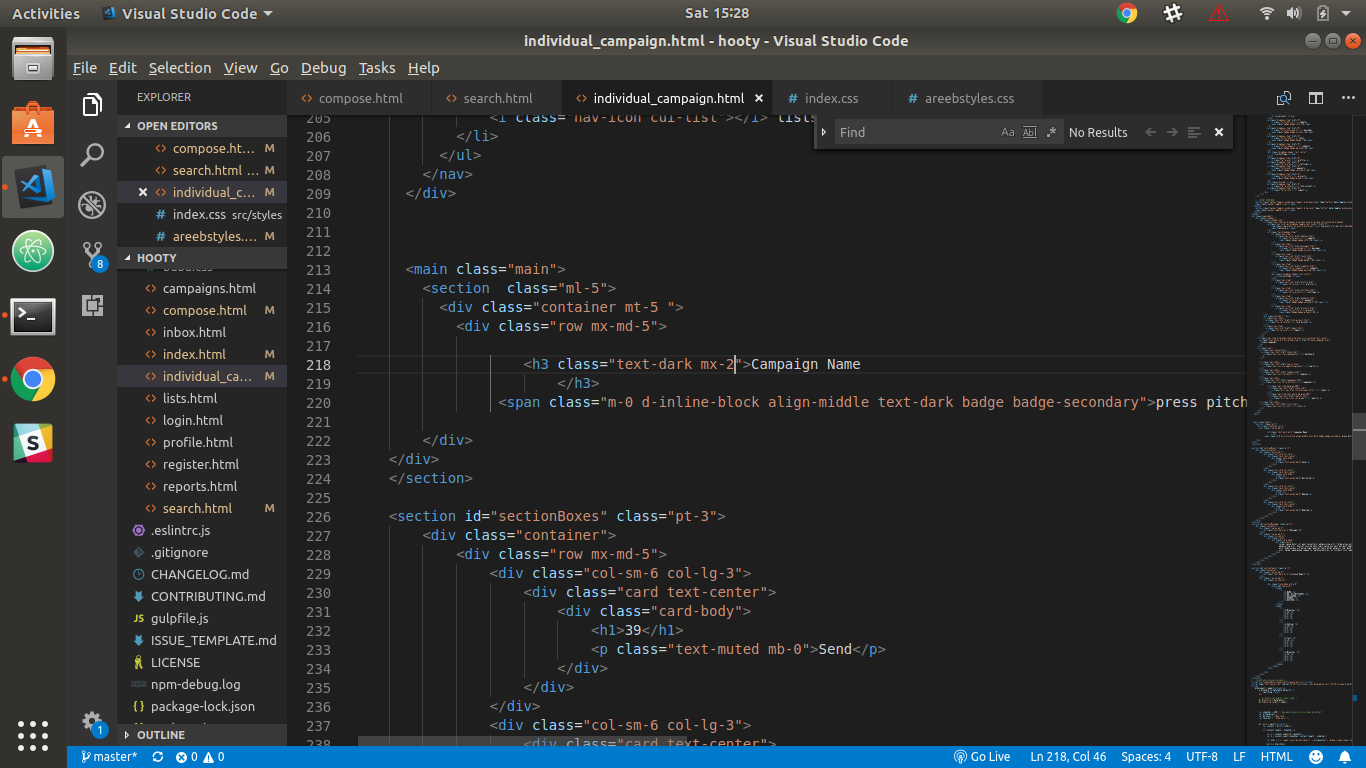 Activities
Visual Studio Code
Sat 15:28
individual_campaign.html - hooty - Visual Studio Code
File Edit Selection View Go Debug Tasks Help
EXPLORER
OPEN EDITORS
compose.ht... M
search.html ... M
individual_c... M
index.css src/styles
areebstyles.... M
HOOTY
campaigns.html
compose.html M
inbox.html
index.html M
individual_ca... M
lists.html
login.html
profile.html
register.html
reports.html
search.html M
.eslintrc.js
.gitignore
CHANGELOG.md
CONTRIBUTING.md
gulpfile.js
ISSUE_TEMPLATE.md
LICENSE
npm-debug.log
package-lock.json
OUTLINE
8
1
compose.html
search.html
individual_campaign.html
index.css
areebstyles.css
Find
Aa
Abl
.*
No Results
205 <i class="nav-icon cui-list"></i> lists
206 </li>
207 </ul>
208 </nav>
209 </div>
210
211
212
213 <main class="main">
214 <section  class="ml-5">
215 <div class="container mt-5 ">
216 <div class="row mx-md-5">
217
218 <h3 class="text-dark mx-2">Campaign Name
219 </h3>
220 <span class="m-0 d-inline-block align-middle text-dark badge badge-secondary">press pitch
221
222 </div>
223 </div>
224 </section>
225
226 <section id="sectionBoxes" class="pt-3">
227 <div class="container">
228 <div class="row mx-md-5">
229 <div class="col-sm-6 col-lg-3">
230 <div class="card text-center">
231 <div class="card-body">
232 <h1>39</h1>
233 <p class="text-muted mb-0">Send</p>
234 </div>
235 </div>
236 </div>
237 <div class="col-sm-6 col-lg-3">
238 <div class="card text-center">
master*
0
0
Go Live
Ln 218, Col 46
Spaces: 4
UTF-8
LF
HTML